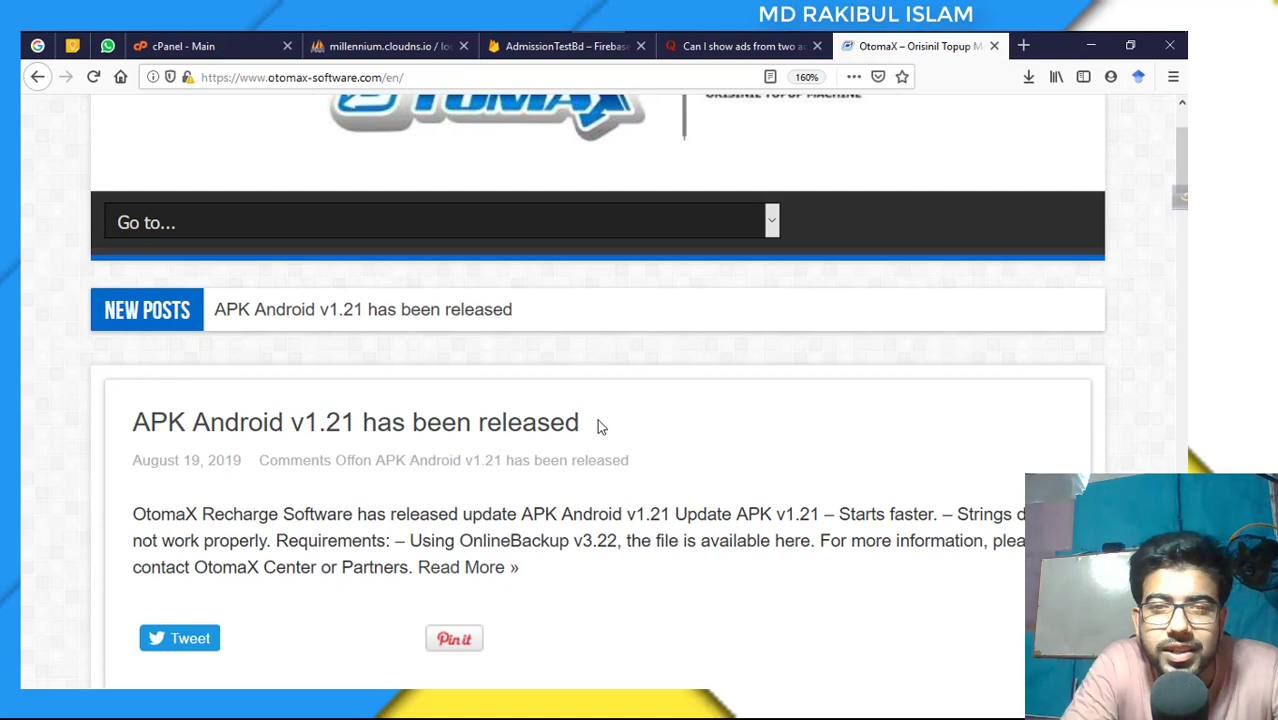 MD RAKIBUL ISLAM
cPanel - Main
millennium.cloudns.io / lo
AdmissionTestBd – Firebase
Can I show ads from two a
OtomaX – Orisinil Topup M
https://www.otomax-software.com/en/
160%
OTOMAX
ORISINIL TOPUP MACHINE
Go to...
NEW POSTS
APK Android v1.21 has been released
APK Android v1.21 has been released
August 19, 2019 Comments Offon APK Android v1.21 has been released
OtomaX Recharge Software has released update APK Android v1.21 Update APK v1.21 – Starts faster. – Strings d
not work properly. Requirements: – Using OnlineBackup v3.22, the file is available here. For more information, plea
contact OtomaX Center or Partners. Read More »
Tweet
Pin it